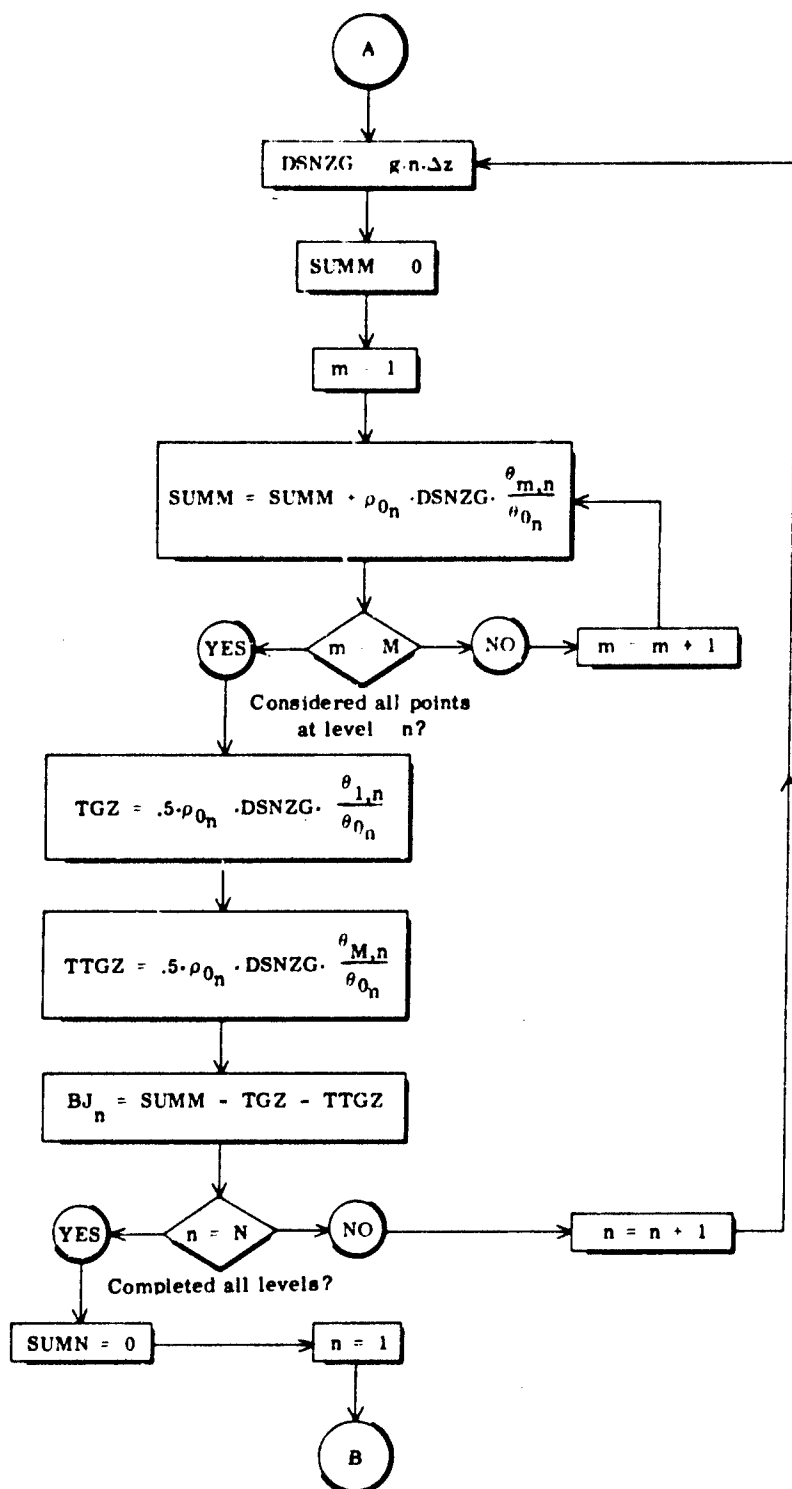 A
DSNZG g.n.Δz
SUMM 0
m - 1
SUMM = SUMM + ρ0n · DSNZG · θm,n / θ0n
YES
m M
NO
m - m + 1
Considered all points
at level n?
TGZ = .5·ρ0n · DSNZG · θ1,n / θ0n
TTGZ = .5·ρ0n · DSNZG · θM,n / θ0n
BJn = SUMM - TGZ - TTGZ
YES
n = N
NO
n = n + 1
Completed all levels?
SUMN = 0
n = 1
B